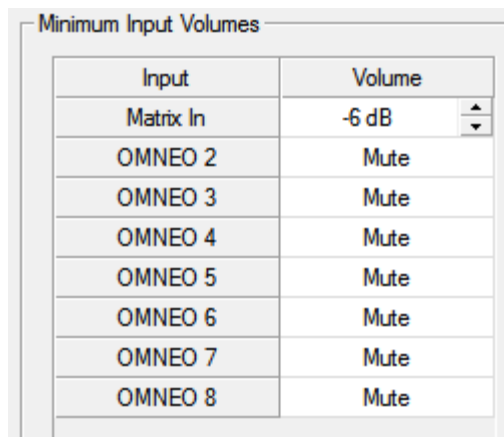 Minimum Input Volumes
Input Volume
Matrix In -6 dB
OMNEO 2 Mute
OMNEO 3 Mute
OMNEO 4 Mute
OMNEO 5 Mute
OMNEO 6 Mute
OMNEO 7 Mute
OMNEO 8 Mute